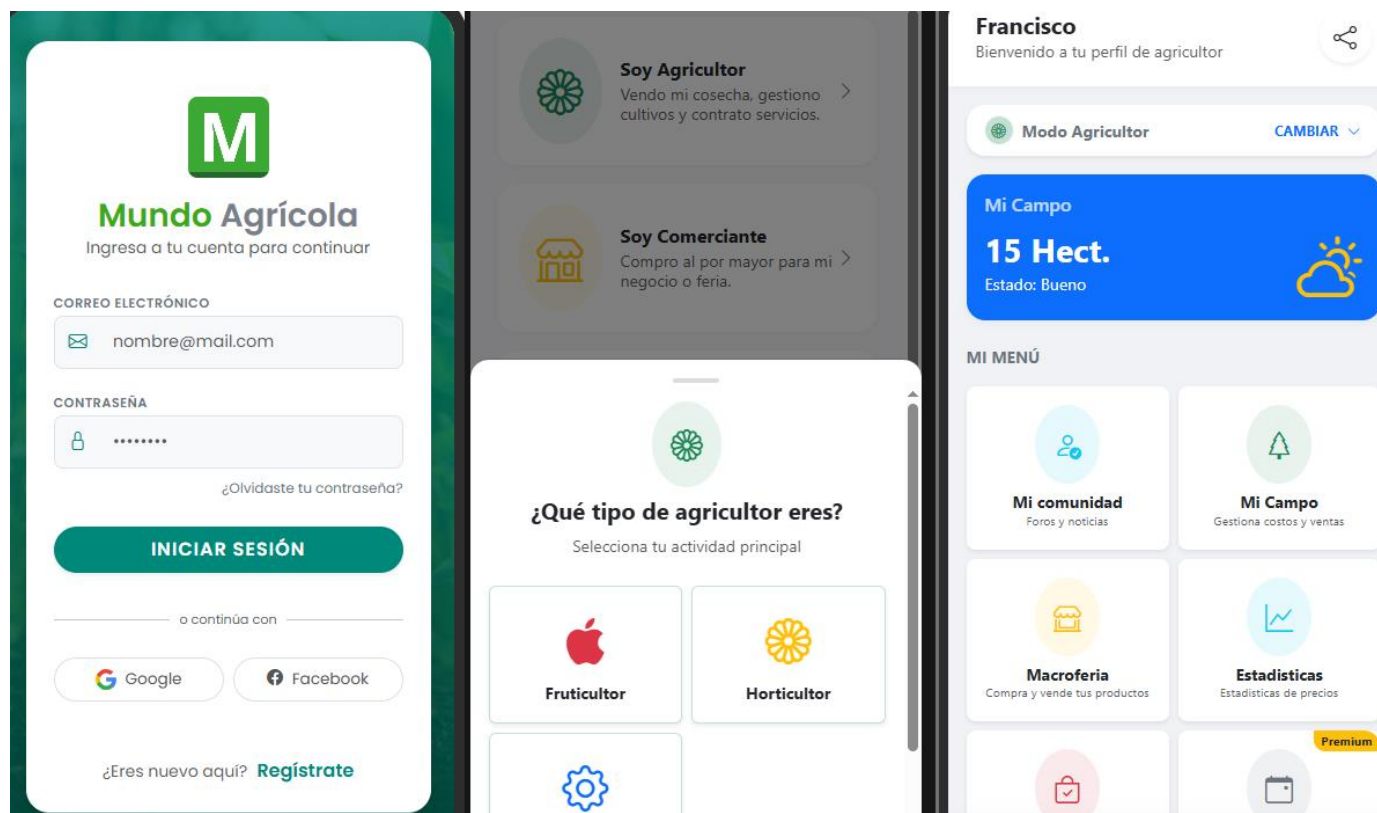 M
Mundo Agrícola
Ingresa a tu cuenta para continuar
CORREO ELECTRÓNICO
nombre@mail.com
CONTRASEÑA
••••••••
¿Olvidaste tu contraseña?
INICIAR SESIÓN
o continúa con
Google
Facebook
¿Eres nuevo aquí? Regístrate
Soy Agricultor
Vendo mi cosecha, gestiono
cultivos y contrato servicios.
Soy Comerciante
Compro al por mayor para mi
negocio o feria.
¿Qué tipo de agricultor eres?
Selecciona tu actividad principal
Fruticultor
Horticultor
Francisco
Bienvenido a tu perfil de agricultor
Modo Agricultor
CAMBIAR
Mi Campo
15 Hect.
Estado: Bueno
MI MENÚ
Mi comunidad
Foros y noticias
Mi Campo
Gestiona costos y ventas
Macroferia
Compra y vende tus productos
Estadisticas
Estadisticas de precios
Premium